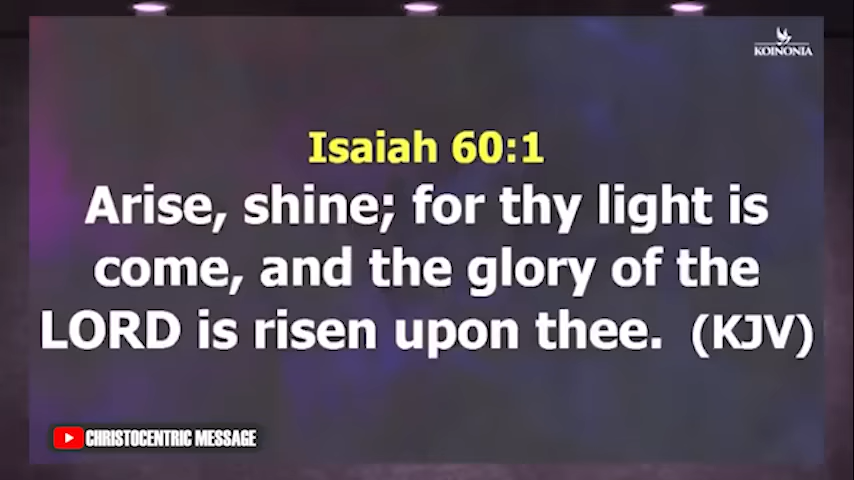 KOINONIA
Isaiah 60:1
Arise, shine; for thy light is
come, and the glory of the
LORD is risen upon thee. (KJV)
CHRISTOCENTRIC MESSAGE